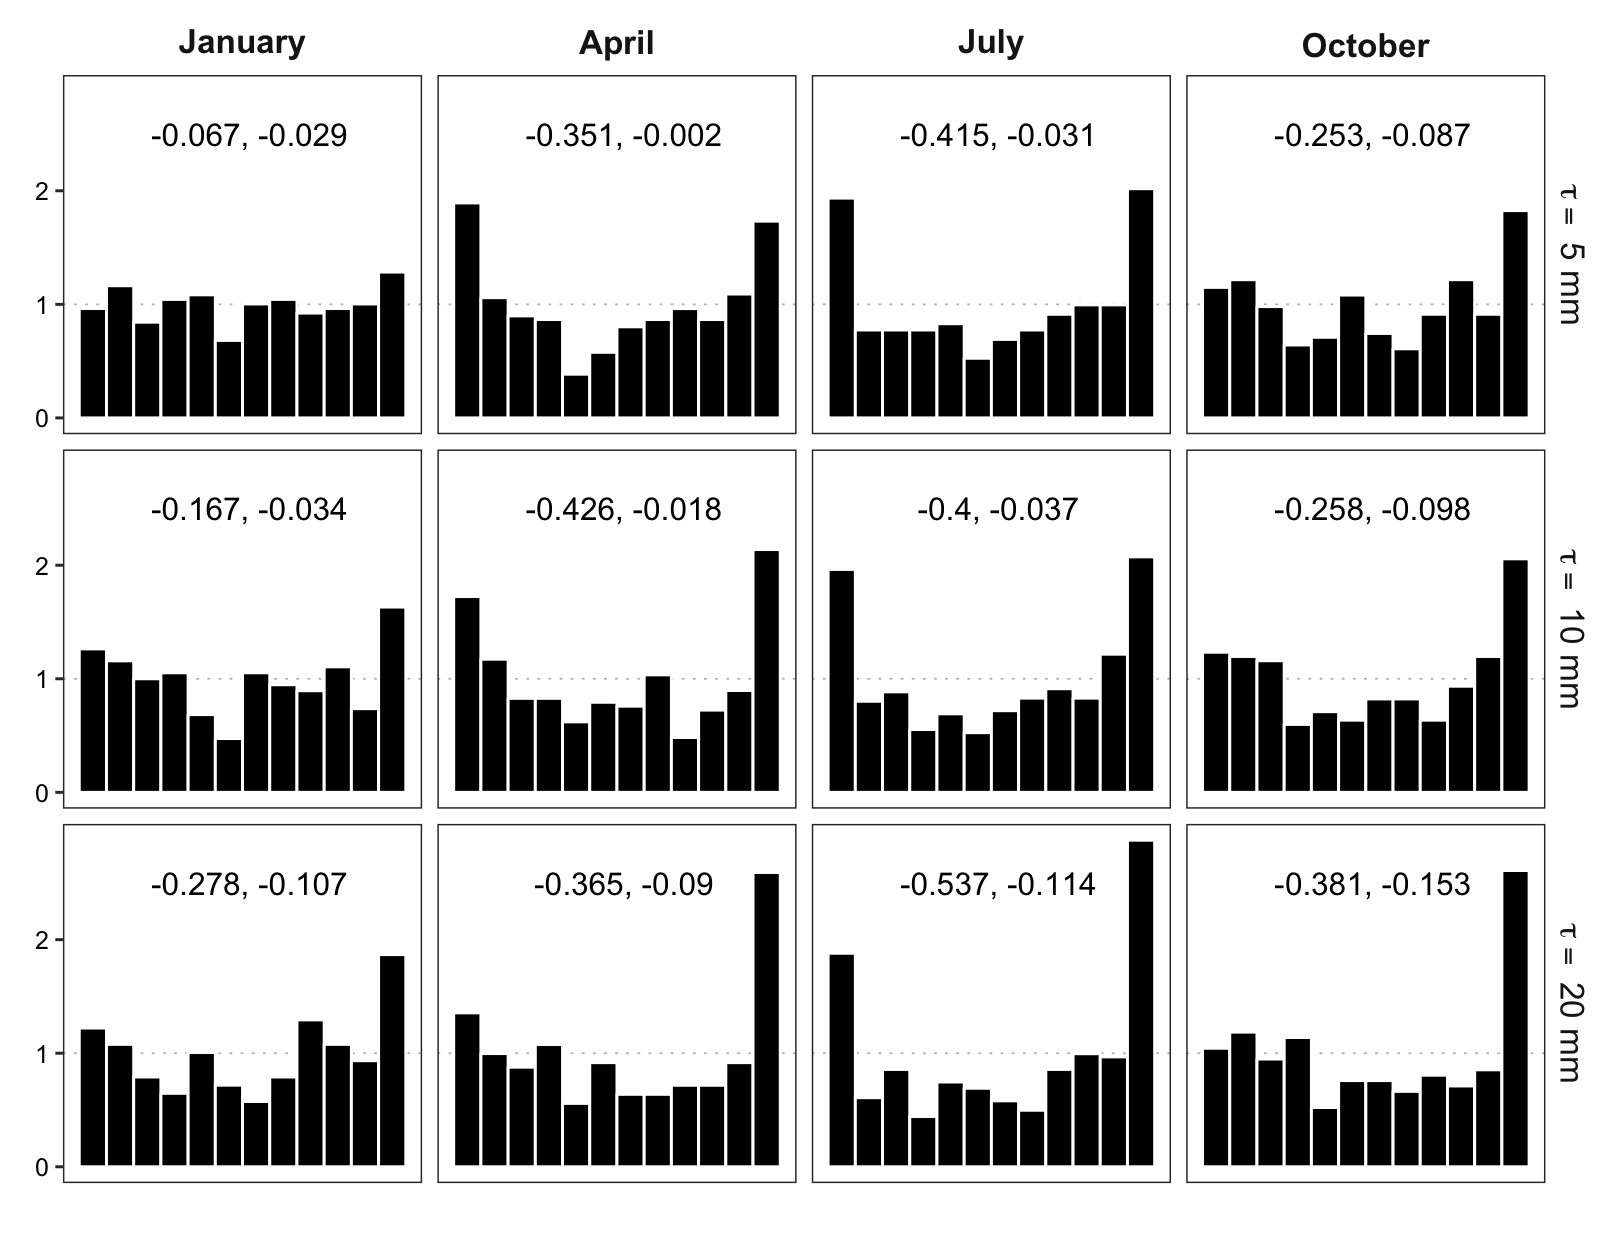 January April July October
-0.067, -0.029 -0.351, -0.002 -0.415, -0.031 -0.253, -0.087
2
1
0
τ = 5 mm
-0.167, -0.034 -0.426, -0.018 -0.4, -0.037 -0.258, -0.098
2
1
0
τ = 10 mm
-0.278, -0.107 -0.365, -0.09 -0.537, -0.114 -0.381, -0.153
2
1
0
τ = 20 mm